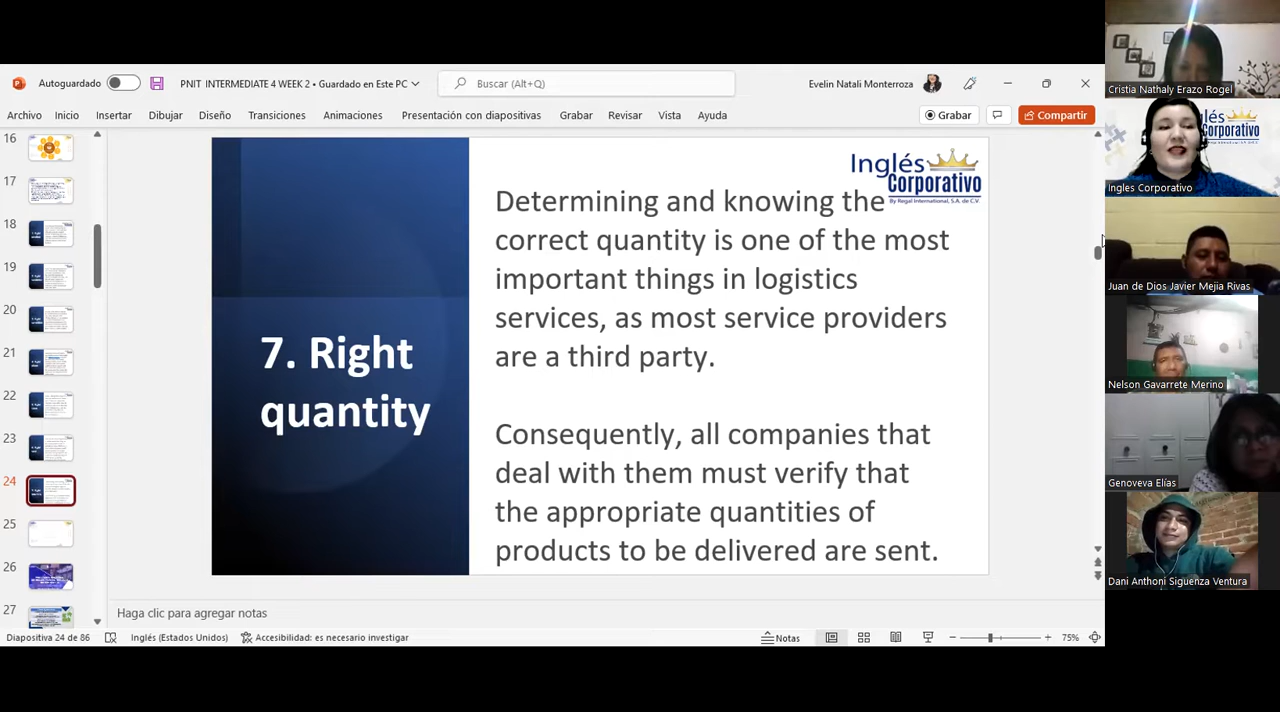 Autoguardado
PNIT INTERMEDIATE 4 WEEK 2 • Guardado en Este PC
Buscar (Alt+Q)
Evelin Natali Monterroza
Archivo Inicio Insertar Dibujar Diseño Transiciones Animaciones Presentación con diapositivas Grabar Revisar Vista Ayuda
Grabar
Compartir
16
17
18
19
20
21
22
23
24
25
26
27
7. Right
quantity
Inglés
Corporativo
By Regal International, S.A. de C.V.
Determining and knowing the
correct quantity is one of the most
important things in logistics
services, as most service providers
are a third party.
Consequently, all companies that
deal with them must verify that
the appropriate quantities of
products to be delivered are sent.
Haga clic para agregar notas
Diapositiva 24 de 86
Inglés (Estados Unidos)
Accesibilidad: es necesario investigar
Notas
75%
Cristia Nathaly Erazo Rogel
Corporativo
Ingles Corporativo
Juan de Dios Javier Mejia Rivas
Nelson Gavarrete Merino
Genoveva Elías
Dani Anthoni Siguenza Ventura